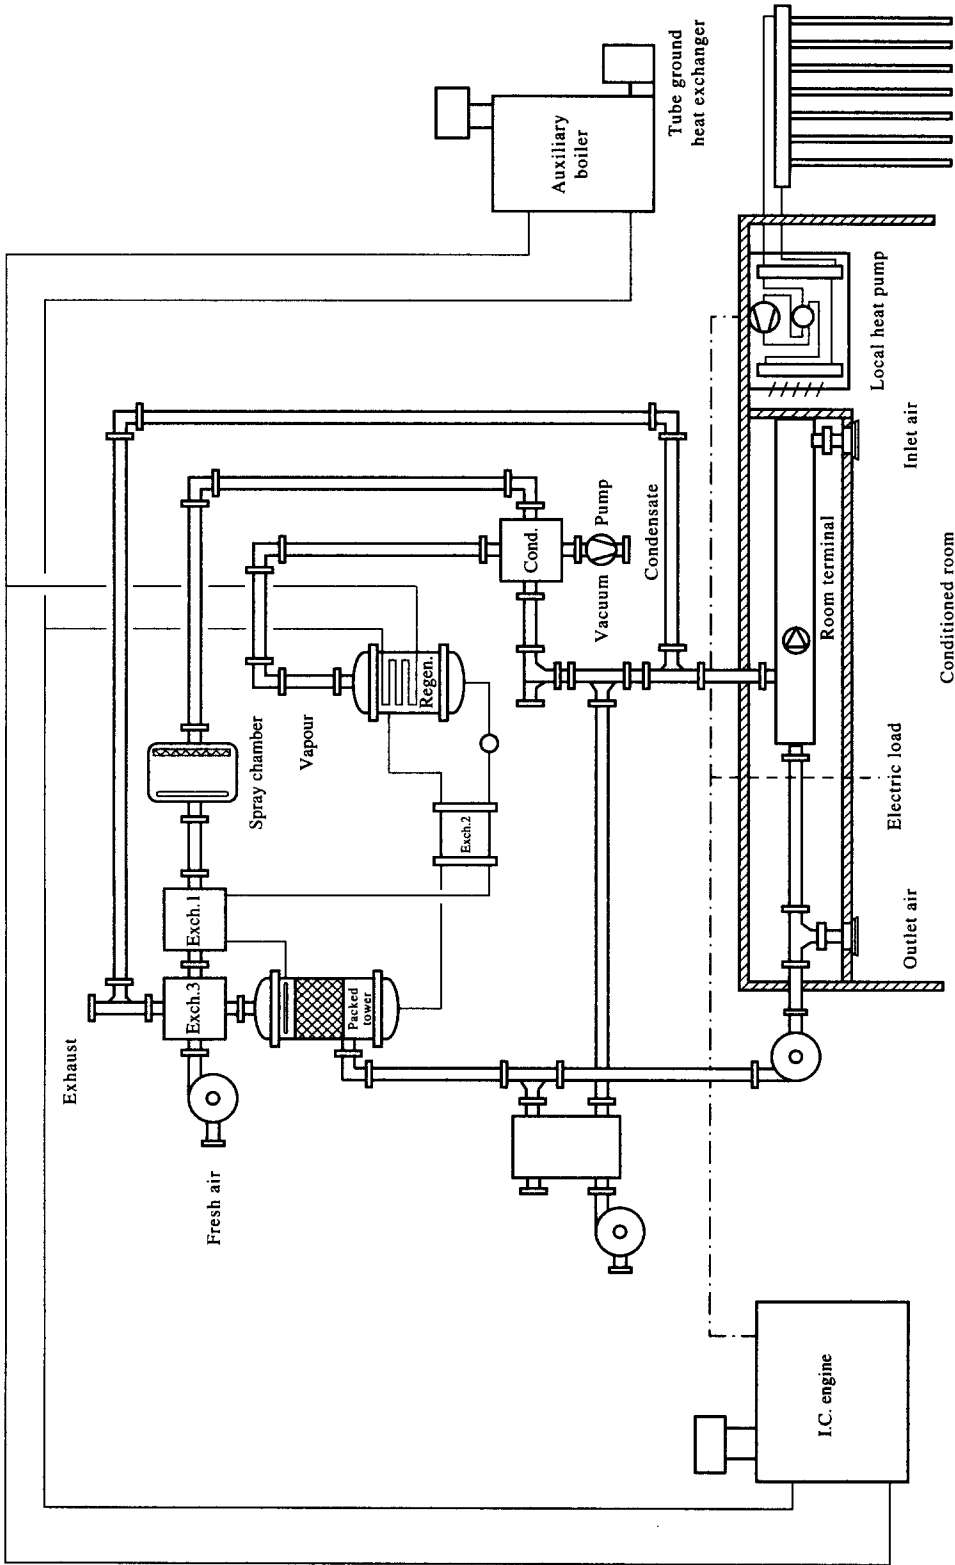 Exhaust
Fresh air
Exch.3
Exch.1
Packed
tower
Spray chamber
Vapour
Exch.2
Regen.
Cond.
Vacuum
Pump
Condensate
Auxiliary
boiler
Tube ground
heat exchanger
I.C. engine
Electric load
Outlet air
Room terminal
Inlet air
Local heat pump
Conditioned room